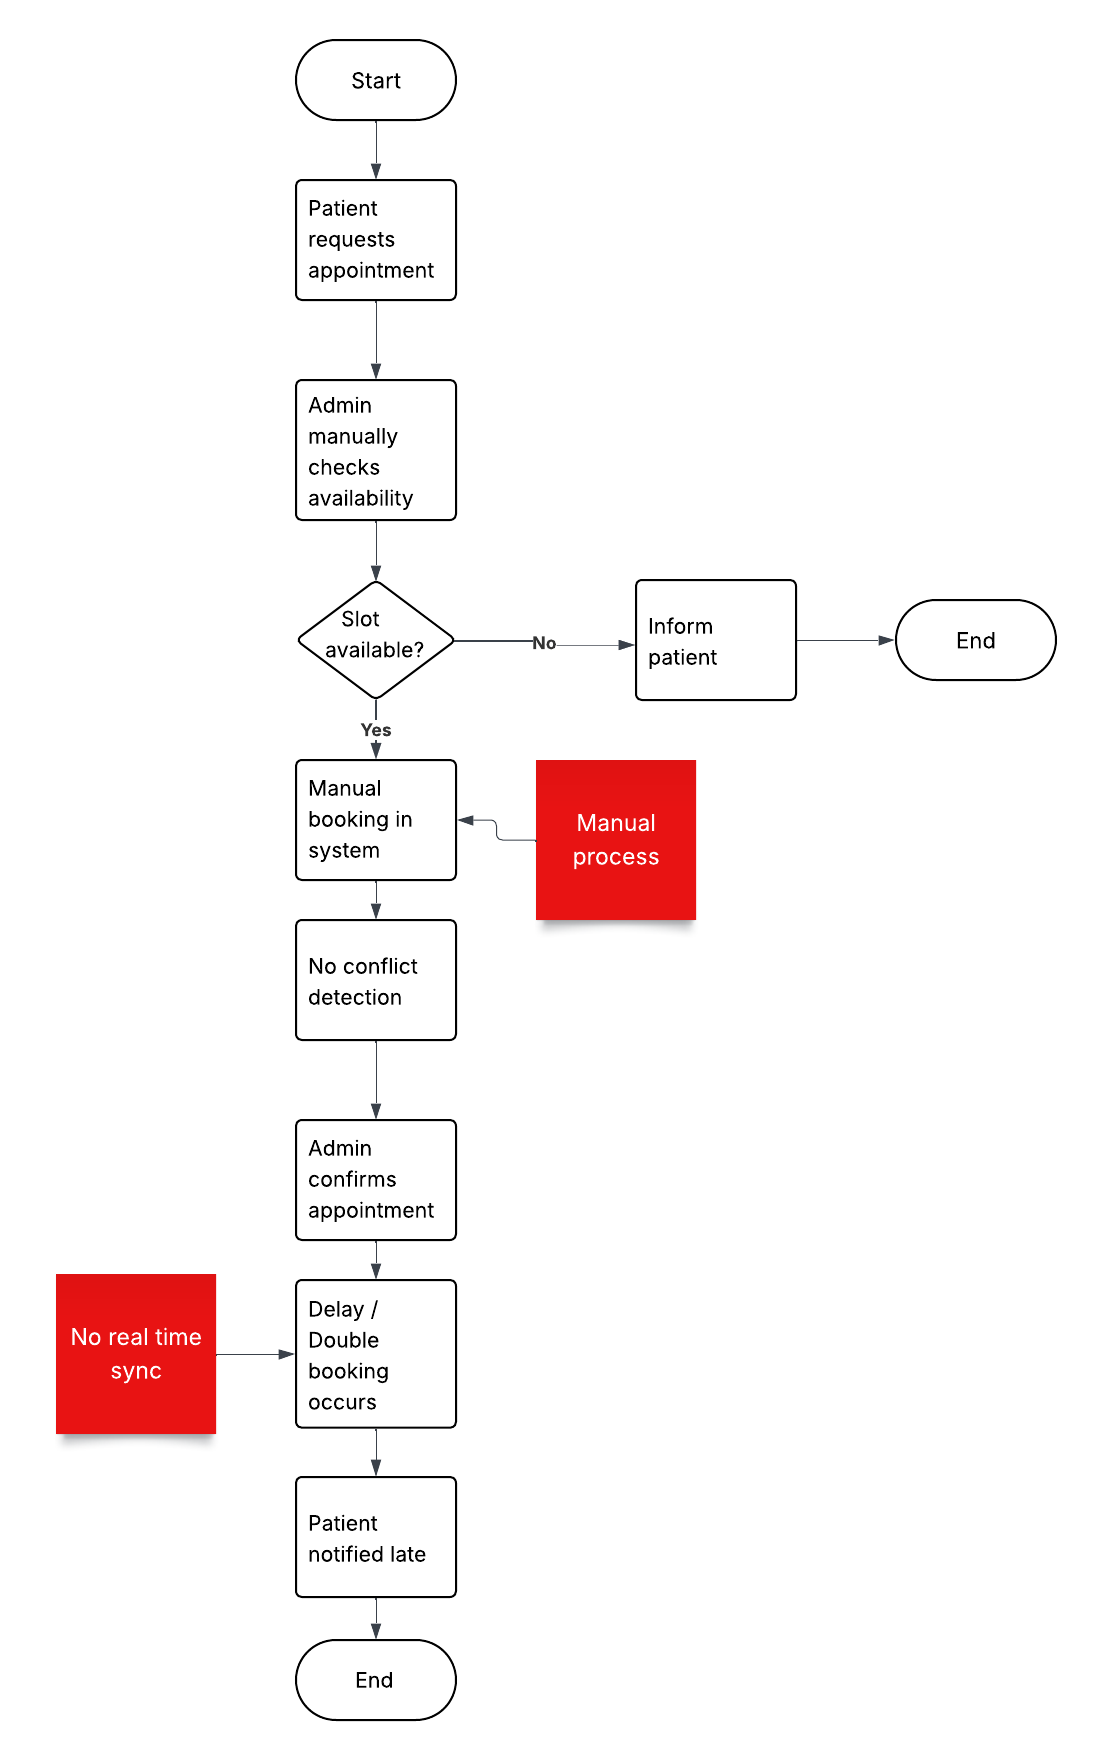 Start
Patient
requests
appointment
Admin
manually
checks
availability
Slot
available?
No
Inform
patient
End
Yes
Manual
booking in
system
Manual
process
No conflict
detection
Admin
confirms
appointment
No real time
sync
Delay /
Double
booking
occurs
Patient
notified late
End